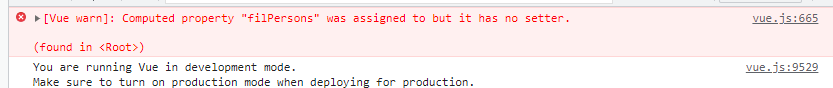 [Vue warn]: Computed property "filPersons" was assigned to but it has no setter. vue.js:665
(found in <Root>)
You are running Vue in development mode. vue.js:9529
Make sure to turn on production mode when deploying for production.